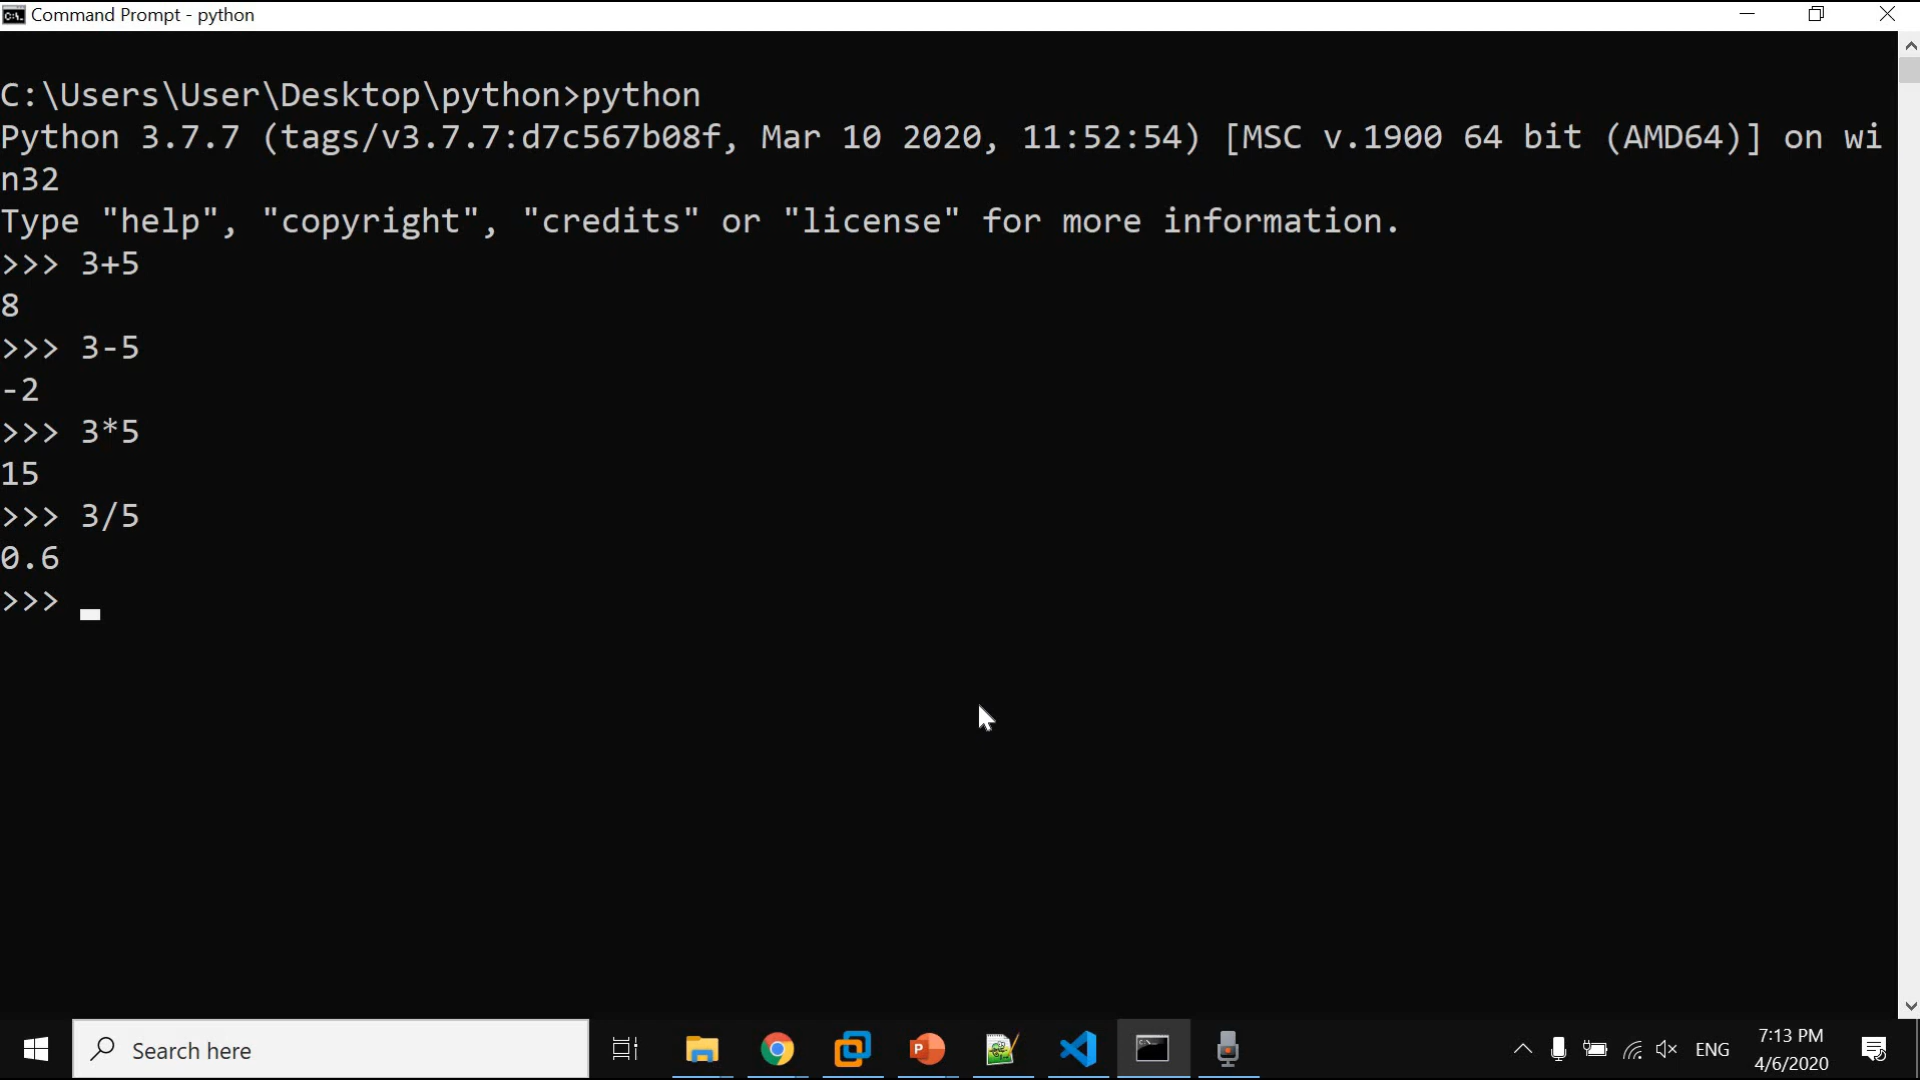 Command Prompt - python
C:\Users\User\Desktop\python>python
Python 3.7.7 (tags/v3.7.7:d7c567b08f, Mar 10 2020, 11:52:54) [MSC v.1900 64 bit (AMD64)] on wi
n32
Type "help", "copyright", "credits" or "license" for more information.
>>> 3+5
8
>>> 3-5
-2
>>> 3*5
15
>>> 3/5
0.6
>>>
Search here
ENG
7:13 PM
4/6/2020